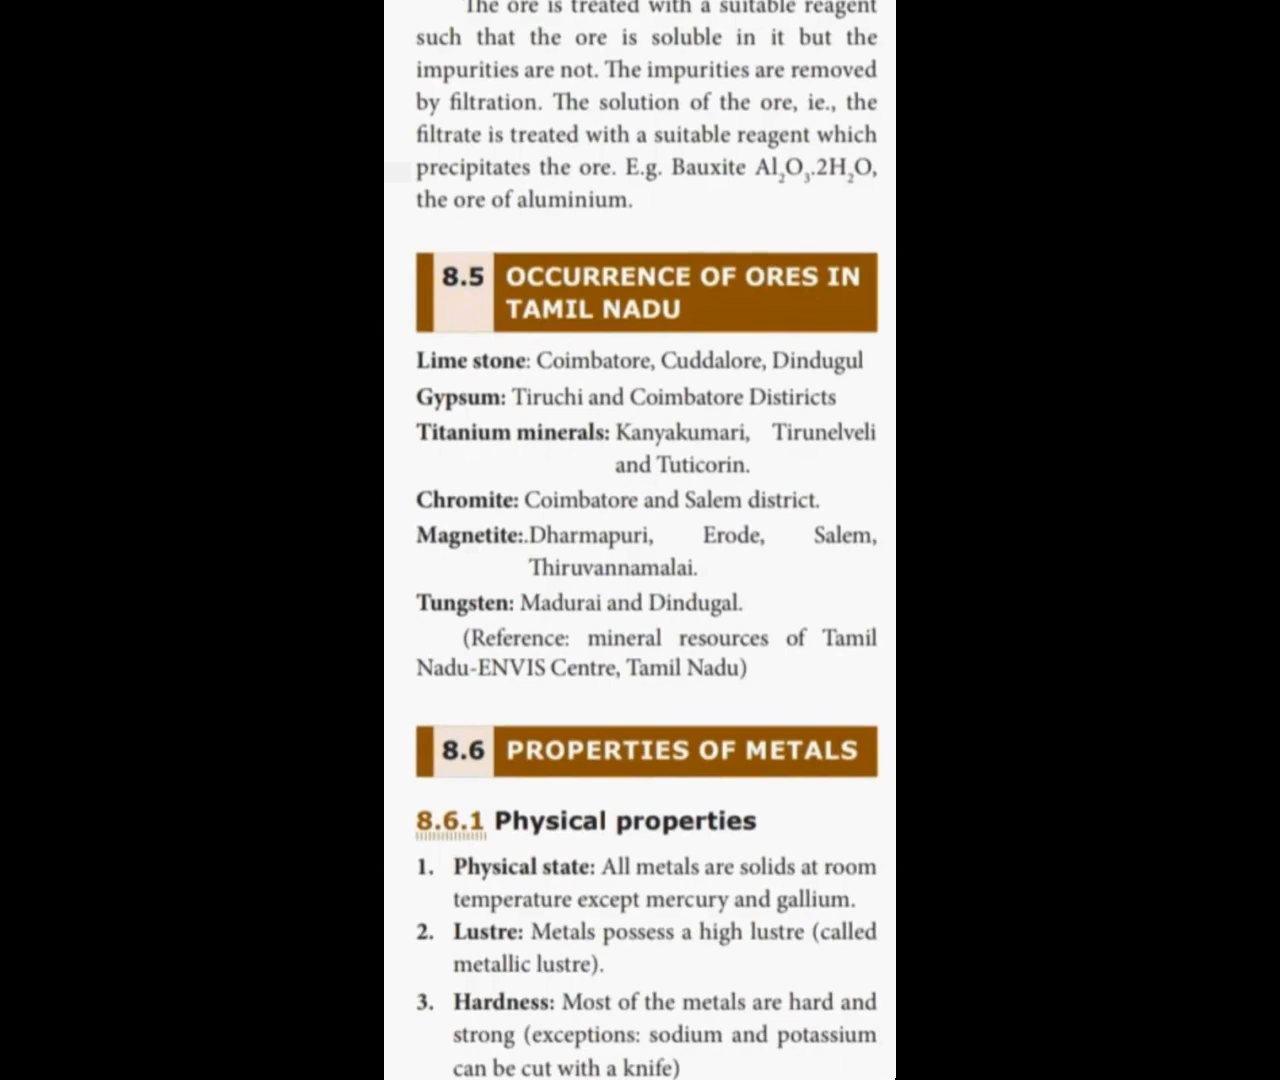 The ore is treated with a suitable reagent
such that the ore is soluble in it but the
impurities are not. The impurities are removed
by filtration. The solution of the ore, ie., the
filtrate is treated with a suitable reagent which
precipitates the ore. E.g. Bauxite Al₂O₃.2H₂O,
the ore of aluminium.
8.5 OCCURRENCE OF ORES IN
TAMIL NADU
Lime stone: Coimbatore, Cuddalore, Dindugul
Gypsum: Tiruchi and Coimbatore Distiricts
Titanium minerals: Kanyakumari, Tirunelveli
and Tuticorin.
Chromite: Coimbatore and Salem district.
Magnetite:.Dharmapuri, Erode, Salem,
Thiruvannamalai.
Tungsten: Madurai and Dindugal.
(Reference: mineral resources of Tamil
Nadu-ENVIS Centre, Tamil Nadu)
8.6 PROPERTIES OF METALS
8.6.1 Physical properties
1. Physical state: All metals are solids at room
temperature except mercury and gallium.
2. Lustre: Metals possess a high lustre (called
metallic lustre).
3. Hardness: Most of the metals are hard and
strong (exceptions: sodium and potassium
can be cut with a knife)